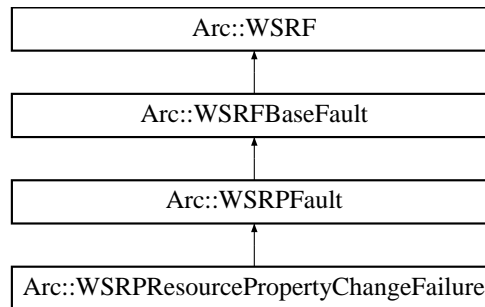 Arc::WSRF
Arc::WSRFBaseFault
Arc::WSRPFault
Arc::WSRPResourcePropertyChangeFailure